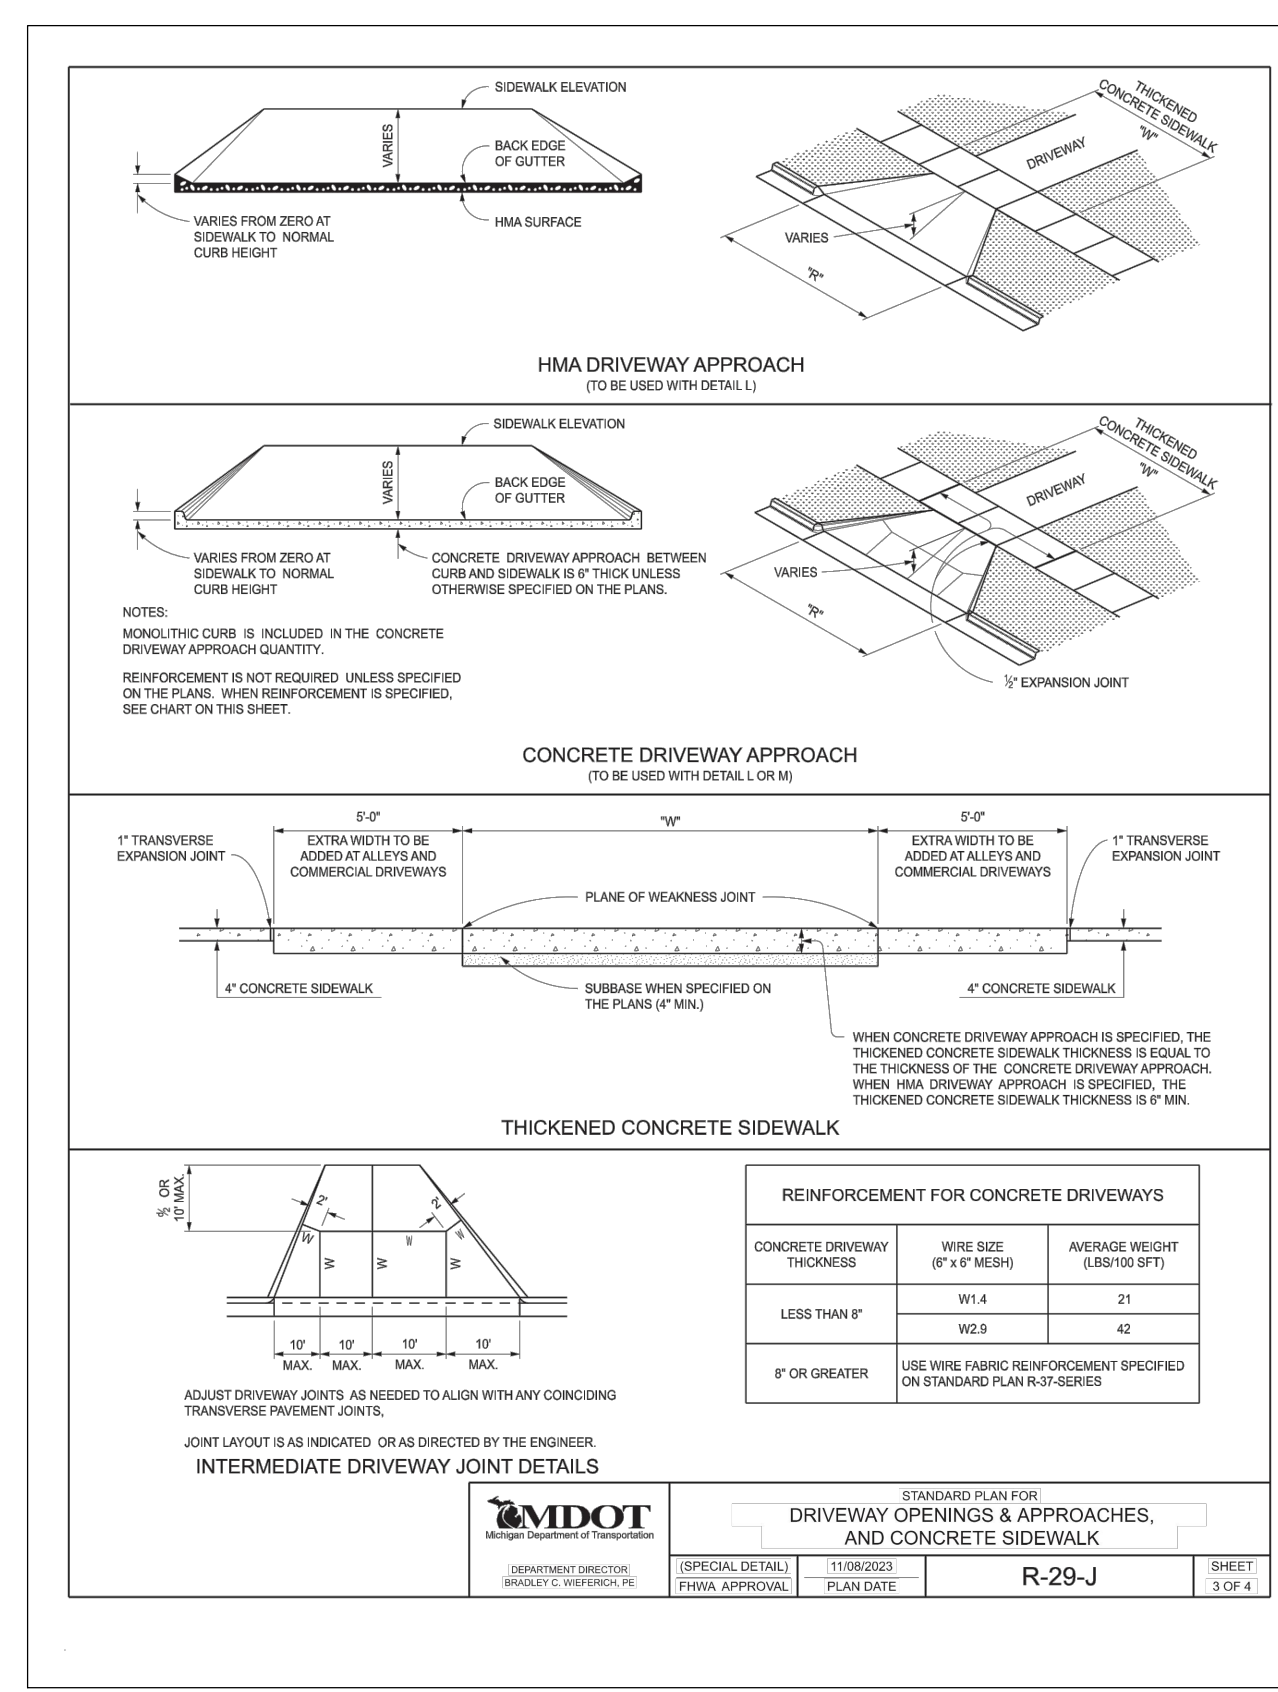 SIDEWALK ELEVATION
VARIES
BACK EDGE
OF GUTTER
VARIES FROM ZERO AT
SIDEWALK TO NORMAL
CURB HEIGHT
HMA SURFACE
THICKENED
CONCRETE SIDEWALK
"W"
DRIVEWAY
VARIES
"R"
HMA DRIVEWAY APPROACH
(TO BE USED WITH DETAIL L)
SIDEWALK ELEVATION
VARIES
BACK EDGE
OF GUTTER
VARIES FROM ZERO AT
SIDEWALK TO NORMAL
CURB HEIGHT
CONCRETE DRIVEWAY APPROACH BETWEEN
CURB AND SIDEWALK IS 6" THICK UNLESS
OTHERWISE SPECIFIED ON THE PLANS.
THICKENED
CONCRETE SIDEWALK
"W"
DRIVEWAY
VARIES
"R"
½" EXPANSION JOINT
NOTES:
MONOLITHIC CURB IS INCLUDED IN THE CONCRETE
DRIVEWAY APPROACH QUANTITY.
REINFORCEMENT IS NOT REQUIRED UNLESS SPECIFIED
ON THE PLANS. WHEN REINFORCEMENT IS SPECIFIED,
SEE CHART ON THIS SHEET.
CONCRETE DRIVEWAY APPROACH
(TO BE USED WITH DETAIL L OR M)
5'-0"
"W"
5'-0"
1" TRANSVERSE
EXPANSION JOINT
EXTRA WIDTH TO BE
ADDED AT ALLEYS AND
COMMERCIAL DRIVEWAYS
EXTRA WIDTH TO BE
ADDED AT ALLEYS AND
COMMERCIAL DRIVEWAYS
1" TRANSVERSE
EXPANSION JOINT
PLANE OF WEAKNESS JOINT
4" CONCRETE SIDEWALK
SUBBASE WHEN SPECIFIED ON
THE PLANS (4" MIN.)
4" CONCRETE SIDEWALK
WHEN CONCRETE DRIVEWAY APPROACH IS SPECIFIED, THE
THICKENED CONCRETE SIDEWALK THICKNESS IS EQUAL TO
THE THICKNESS OF THE CONCRETE DRIVEWAY APPROACH.
WHEN HMA DRIVEWAY APPROACH IS SPECIFIED, THE
THICKENED CONCRETE SIDEWALK THICKNESS IS 6" MIN.
THICKENED CONCRETE SIDEWALK
d/2 OR
10' MAX.
2'
2'
W
W
W
W
W
W
10'
MAX.
10'
MAX.
10'
MAX.
10'
MAX.
ADJUST DRIVEWAY JOINTS AS NEEDED TO ALIGN WITH ANY COINCIDING
TRANSVERSE PAVEMENT JOINTS,
JOINT LAYOUT IS AS INDICATED OR AS DIRECTED BY THE ENGINEER.
INTERMEDIATE DRIVEWAY JOINT DETAILS
REINFORCEMENT FOR CONCRETE DRIVEWAYS
CONCRETE DRIVEWAY
THICKNESS
WIRE SIZE
(6" x 6" MESH)
AVERAGE WEIGHT
(LBS/100 SFT)
LESS THAN 8"
W1.4
21
W2.9
42
8" OR GREATER
USE WIRE FABRIC REINFORCEMENT SPECIFIED
ON STANDARD PLAN R-37-SERIES
MDOT
Michigan Department of Transportation
DEPARTMENT DIRECTOR
BRADLEY C. WIEFERICH, PE
STANDARD PLAN FOR
DRIVEWAY OPENINGS & APPROACHES,
AND CONCRETE SIDEWALK
(SPECIAL DETAIL)
FHWA APPROVAL
11/08/2023
PLAN DATE
R-29-J
SHEET
3 OF 4